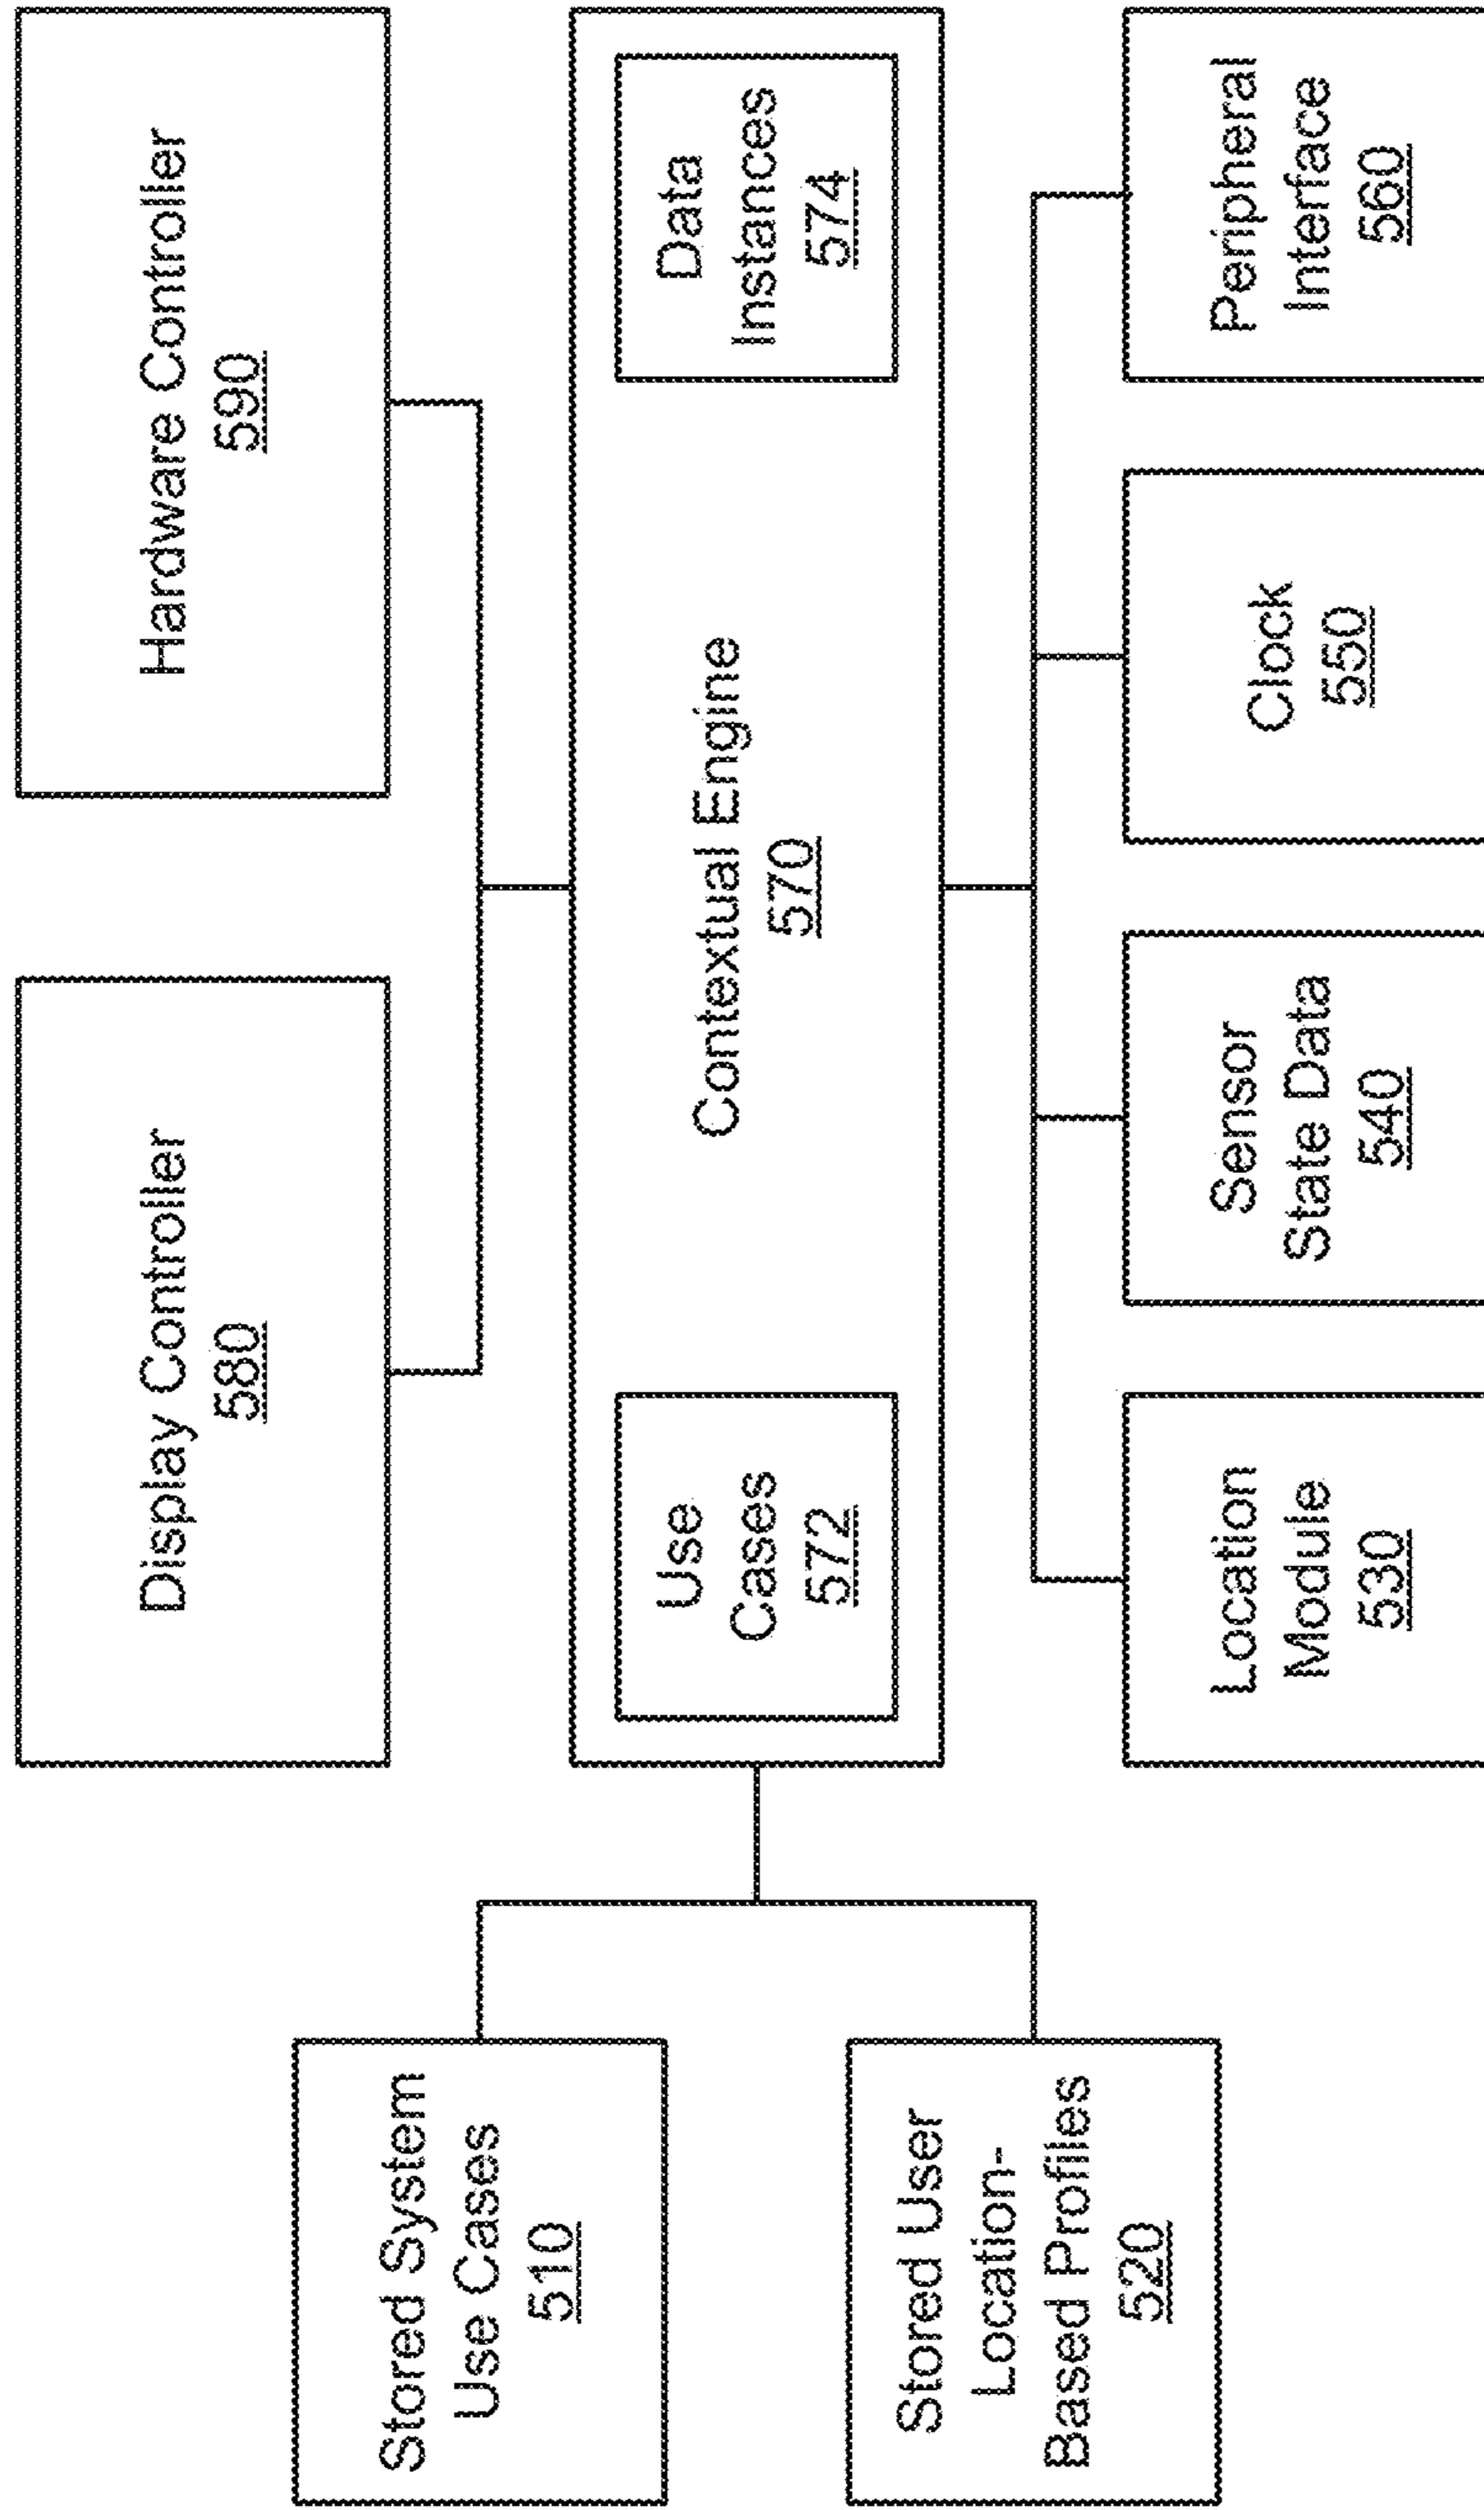 Display Controller
580
Hardware Controller
590
Stored System
Use Cases
510
Use
Cases
572
Contextual Engine
570
Data
Instances
574
Stored User
Location-
Based Profiles
520
Location
Module
530
Sensor
State Data
540
Clock
550
Peripheral
Interface
560